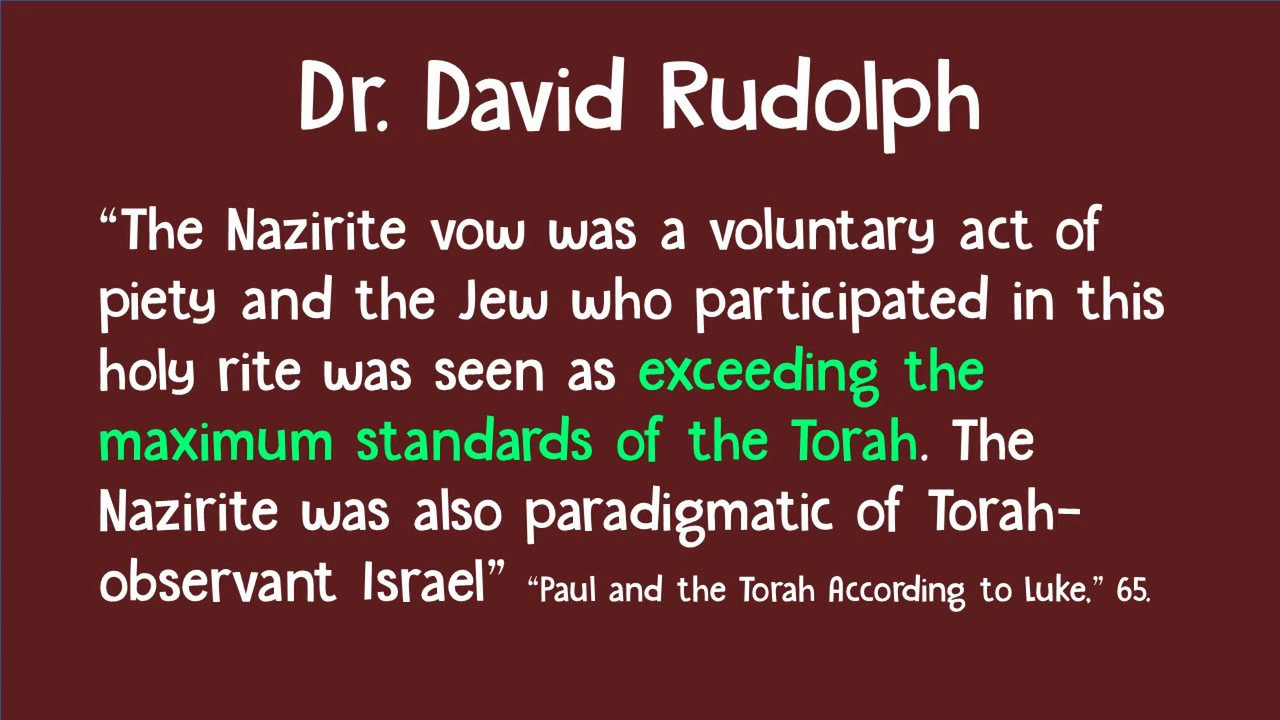 Dr. David Rudolph
“The Nazirite vow was a voluntary act of
piety and the Jew who participated in this
holy rite was seen as exceeding the
maximum standards of the Torah. The
Nazirite was also paradigmatic of Torah-
observant Israel” “Paul and the Torah According to Luke,” 65.